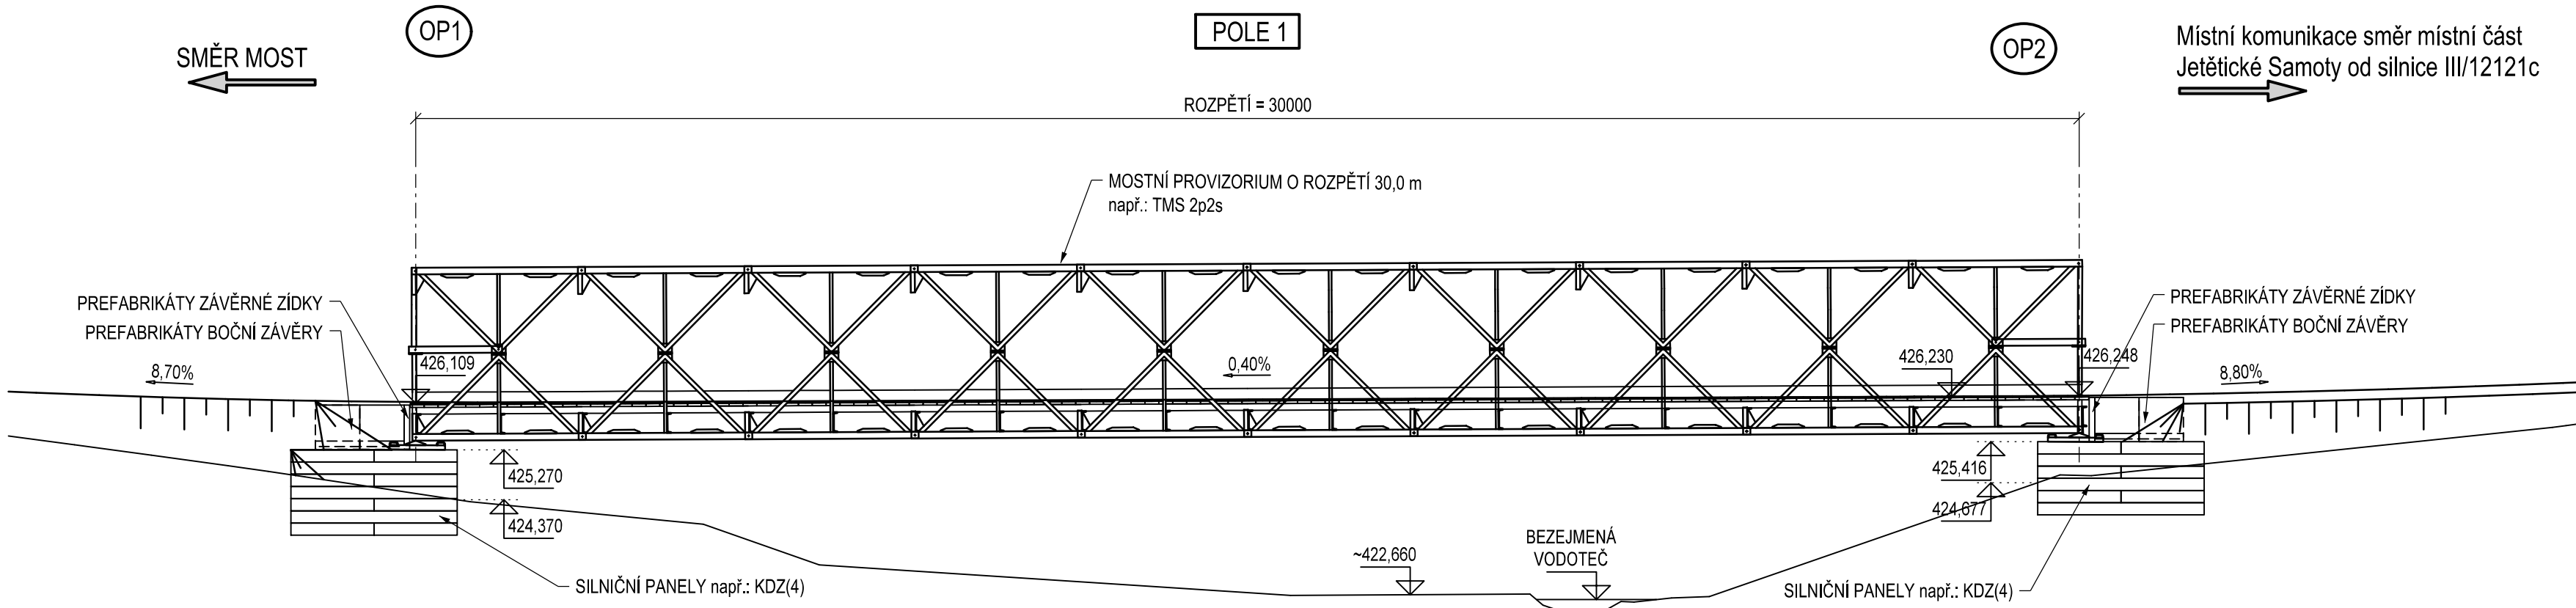 OP1
POLE 1
OP2
SMĚR MOST
Místní komunikace směr místní část
Jetětické Samoty od silnice III/12121c
ROZPĚTÍ = 30000
MOSTNÍ PROVIZORIUM O ROZPĚTÍ 30,0 m
např.: TMS 2p2s
PREFABRIKÁTY ZÁVĚRNÉ ZÍDKY
PREFABRIKÁTY BOČNÍ ZÁVĚRY
PREFABRIKÁTY ZÁVĚRNÉ ZÍDKY
PREFABRIKÁTY BOČNÍ ZÁVĚRY
8,70%
426,109
0,40%
426,230
426,248
8,80%
425,270
424,370
425,416
424,677
~422,660
BEZEJMENÁ
VODOTEČ
SILNIČNÍ PANELY např.: KDZ(4)
SILNIČNÍ PANELY např.: KDZ(4)